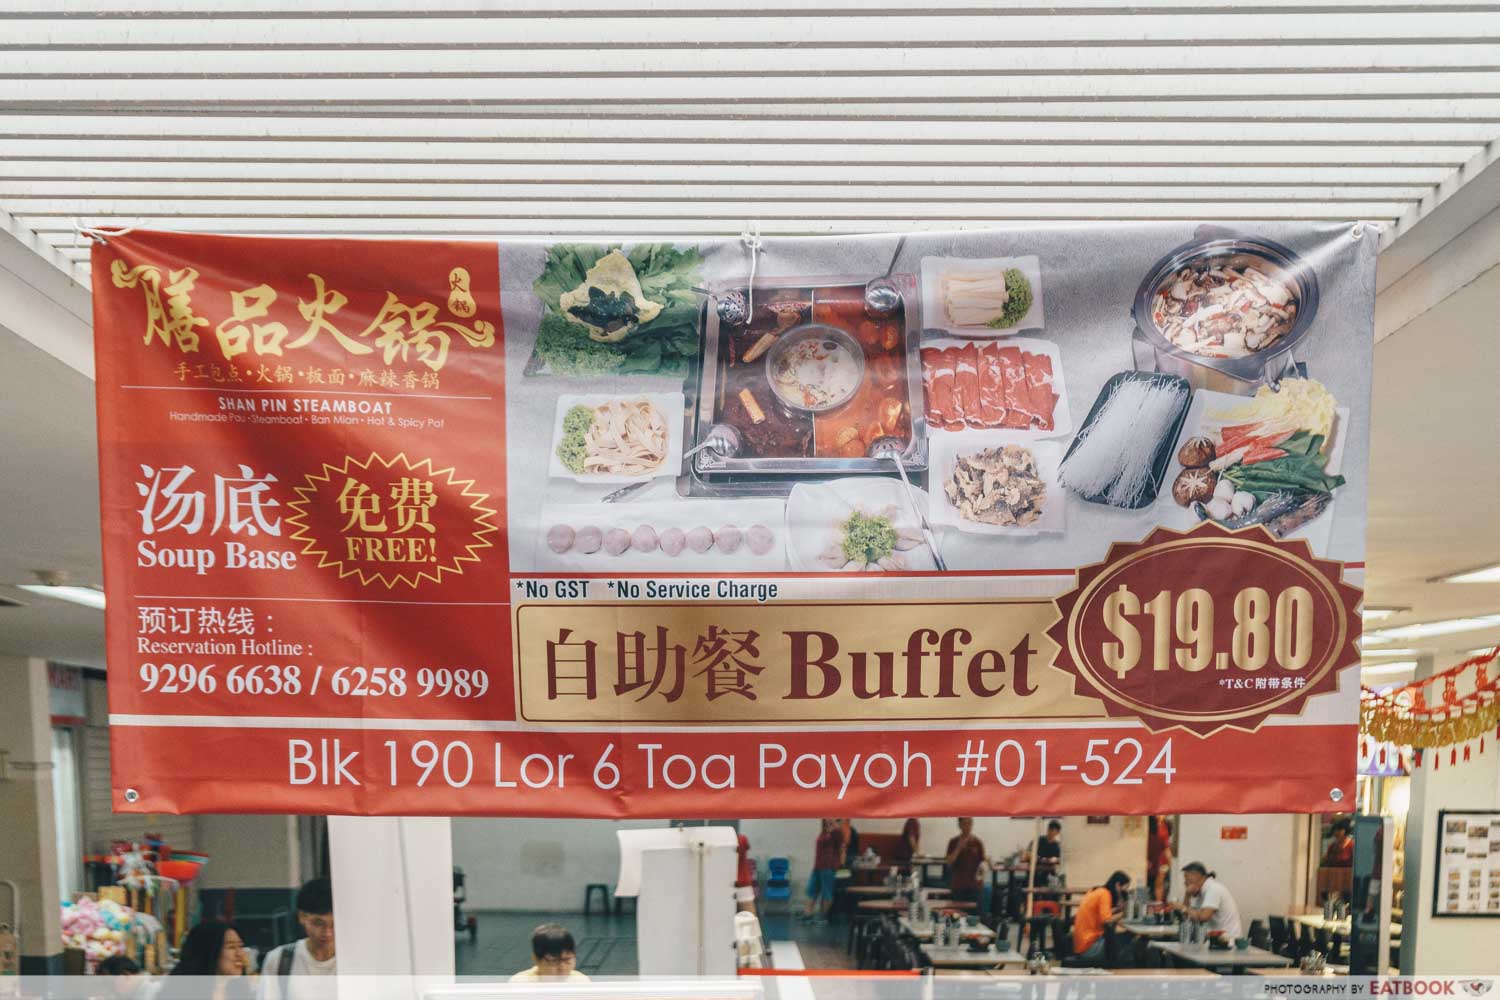 膳品火锅
火锅
手工包点·火锅·板面·麻辣香锅
SHAN PIN STEAMBOAT
Handmade Pau · Steamboat · Ban Mian · Hot & Spicy Pot
汤底
Soup Base
免费
FREE!
预订热线：
Reservation Hotline :
9296 6638 / 6258 9989
*No GST *No Service Charge
自助餐 Buffet
$19.80
*T&C附带条件
Blk 190 Lor 6 Toa Payoh #01-524
PHOTOGRAPHY BY EATBOOK